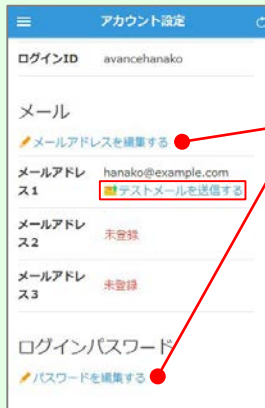 アカウント設定
ログインID avancehanako
メール
メールアドレスを編集する
メールアドレ hanako@example.com
ス1 テストメールを送信する
メールアドレ
ス2 未登録
メールアドレ
ス3 未登録
ログインパスワード
パスワードを編集する